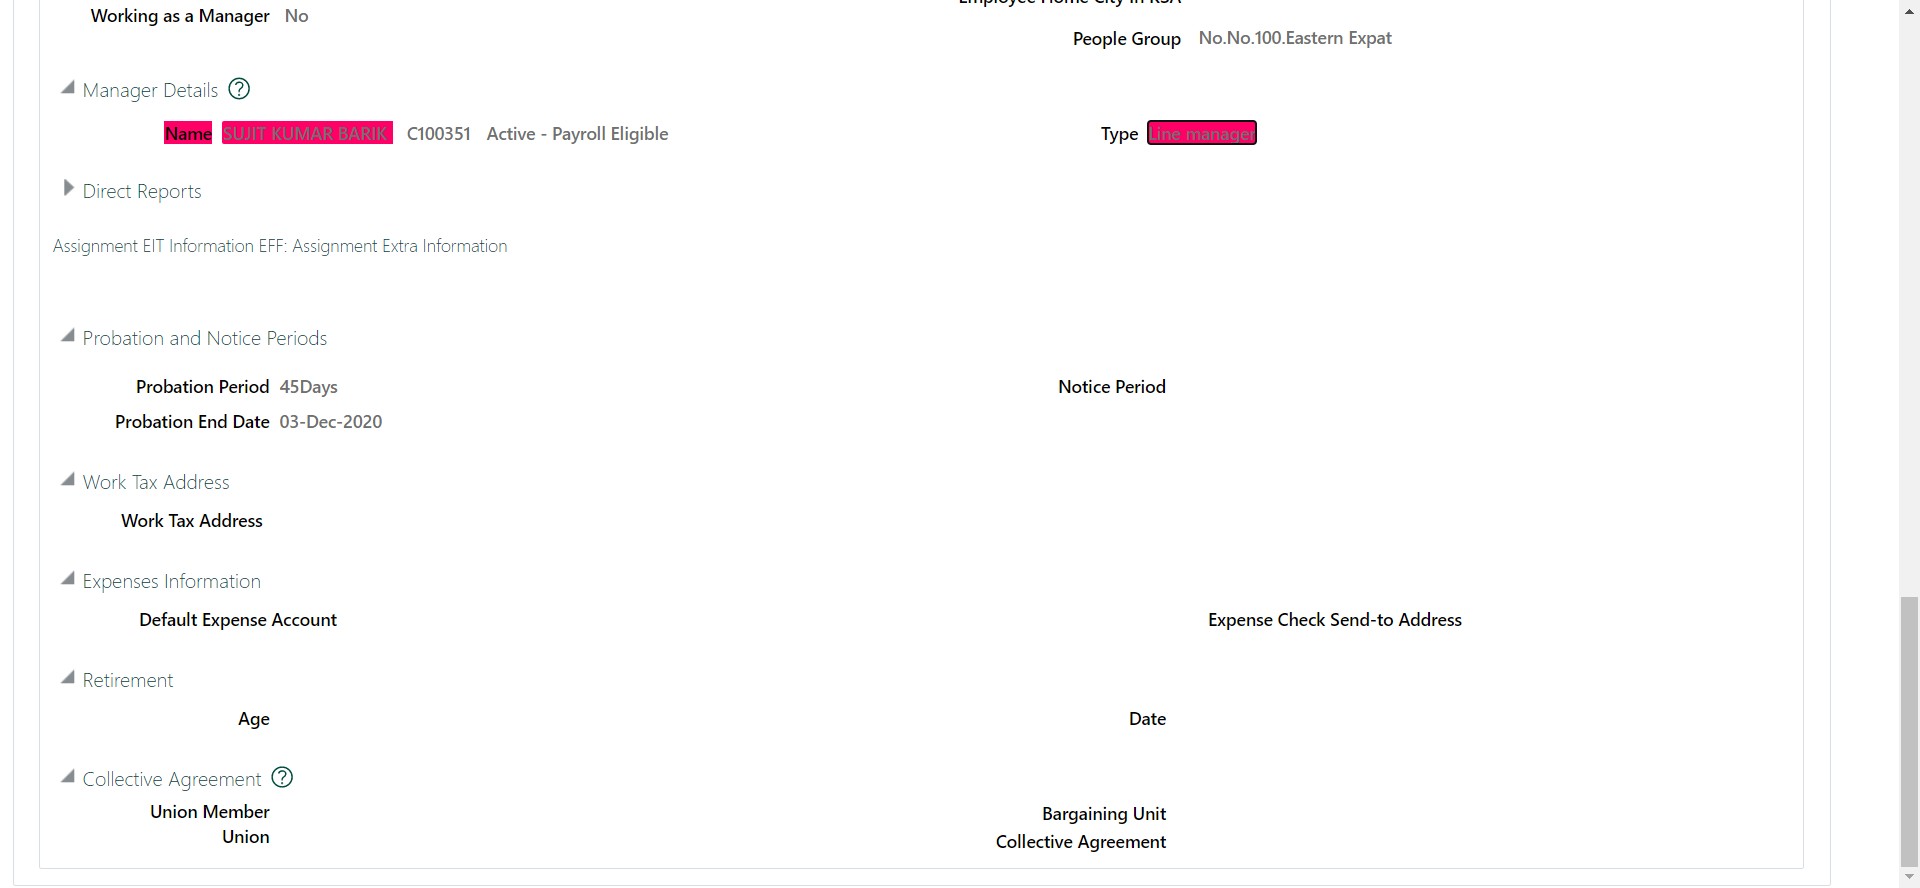 Working as a Manager No
Employee Home City in KSA
People Group No.No.100.Eastern Expat
Manager Details ?
Name SUJIT KUMAR BARIK C100351 Active - Payroll Eligible Type Line manager
Direct Reports
Assignment EIT Information EFF: Assignment Extra Information
Probation and Notice Periods
Probation Period 45Days Notice Period
Probation End Date 03-Dec-2020
Work Tax Address
Work Tax Address
Expenses Information
Default Expense Account Expense Check Send-to Address
Retirement
Age Date
Collective Agreement ?
Union Member Bargaining Unit
Union Collective Agreement